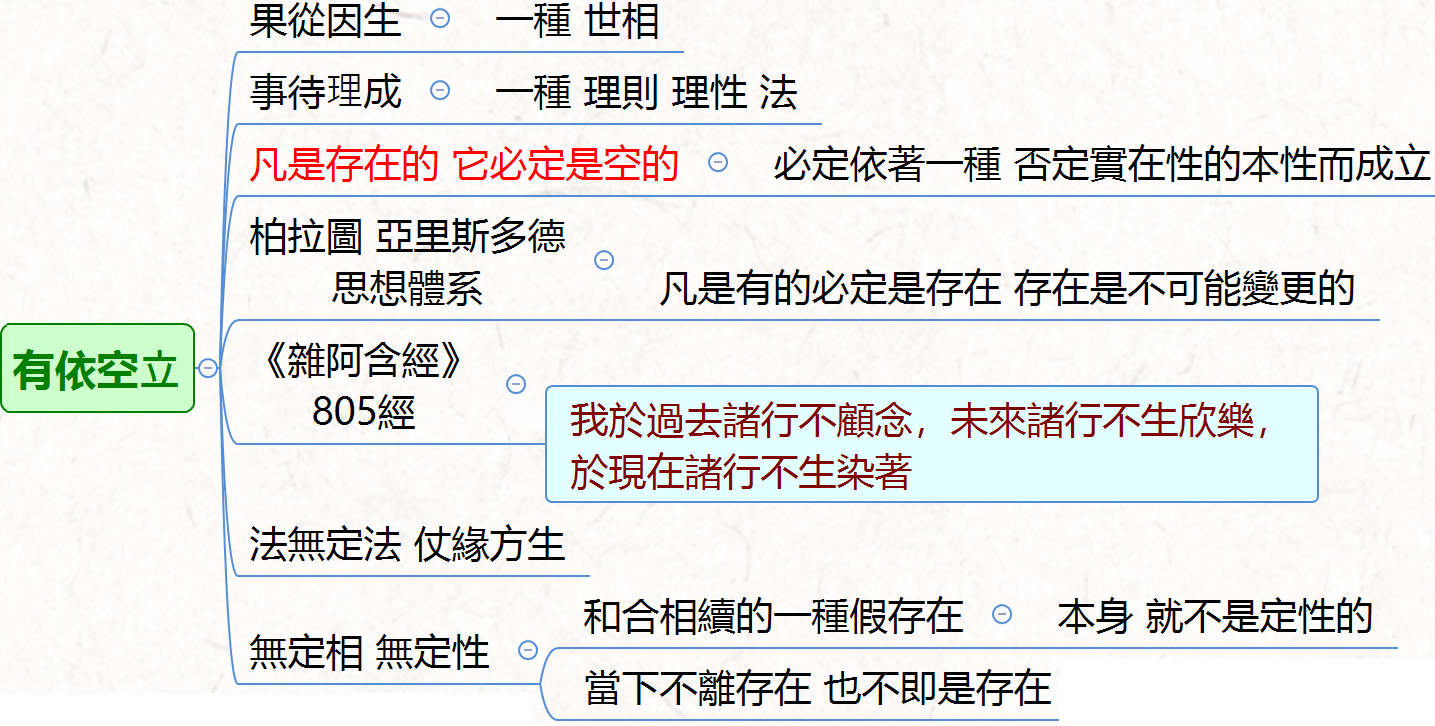 果從因生 一種 世相
事待理成 一種 理則 理性 法
凡是存在的 它必定是空的 必定依著一種 否定實在性的本性而成立
柏拉圖 亞里斯多德
思想體系
凡是有的必定是存在 存在是不可能變更的
有依空立
《雜阿含經》
805經
我於過去諸行不顧念，未來諸行不生欣樂，
於現在諸行不生染著
法無定法 仗緣方生
無定相 無定性
和合相續的一種假存在 本身 就不是定性的
當下不離存在 也不即是存在